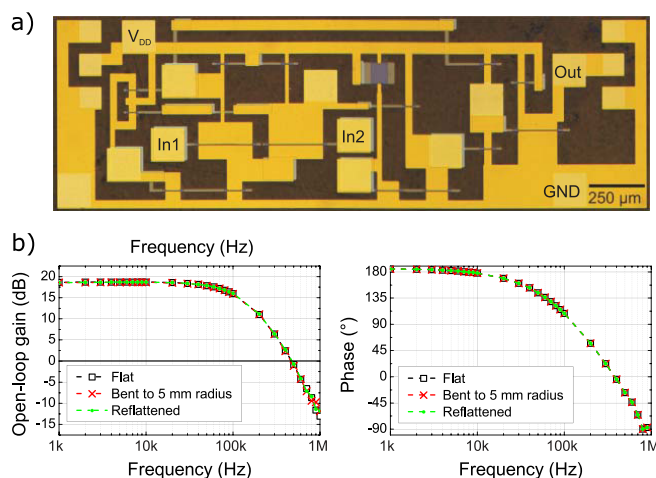 a)
V_DD
In1
In2
Out
GND
250 µm
b)
Frequency (Hz)
Open-loop gain (dB)
20
15
10
5
0
-5
-10
-15
Flat
Bent to 5 mm radius
Reflattened
1k
10k
100k
1M
Frequency (Hz)
Phase (°)
180
135
90
45
0
-45
-90
Flat
Bent to 5 mm radius
Reflattened
1k
10k
100k
1M
Frequency (Hz)